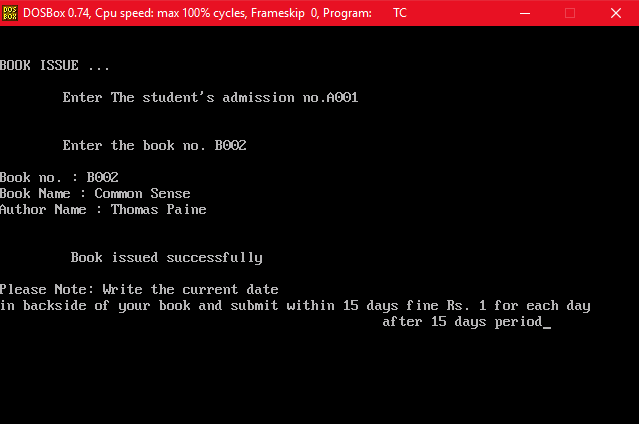 DOS BOX DOSBox 0.74, Cpu speed: max 100% cycles, Frameskip 0, Program: TC
BOOK ISSUE ...
Enter The student's admission no.A001
Enter the book no. B002
Book no. : B002
Book Name : Common Sense
Author Name : Thomas Paine
Book issued successfully
Please Note: Write the current date
in backside of your book and submit within 15 days fine Rs. 1 for each day
after 15 days period_